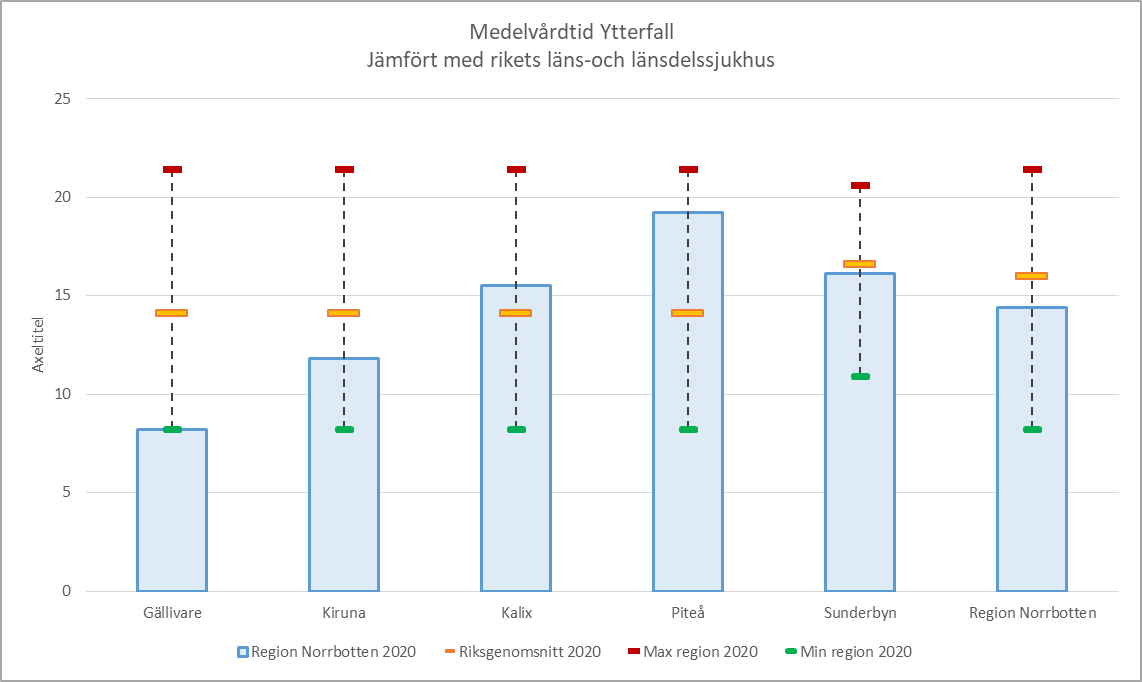 Medelvårdtid Ytterfall
Jämfört med rikets läns-och länsdelssjukhus
25
20
15
10
5
0
Axeltitel
Gällivare Kiruna Kalix Piteå Sunderbyn Region Norrbotten
Region Norrbotten 2020 Riksgenomsnitt 2020 Max region 2020 Min region 2020